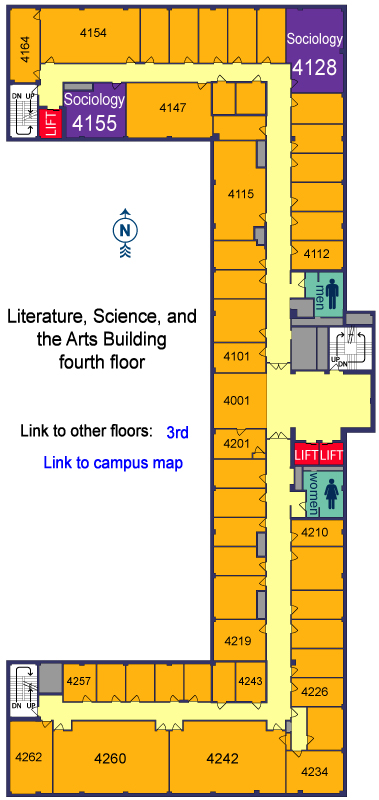 4154
4164
Sociology
4128
DN UP
LIFT
Sociology
4155
4147
4115
N
4112
men
Literature, Science, and
the Arts Building
fourth floor
UP
DN
4101
4001
Link to other floors: 3rd
4201
Link to campus map
LIFT LIFT
women
4210
4219
4257
4243
4226
DN UP
4262
4260
4242
4234